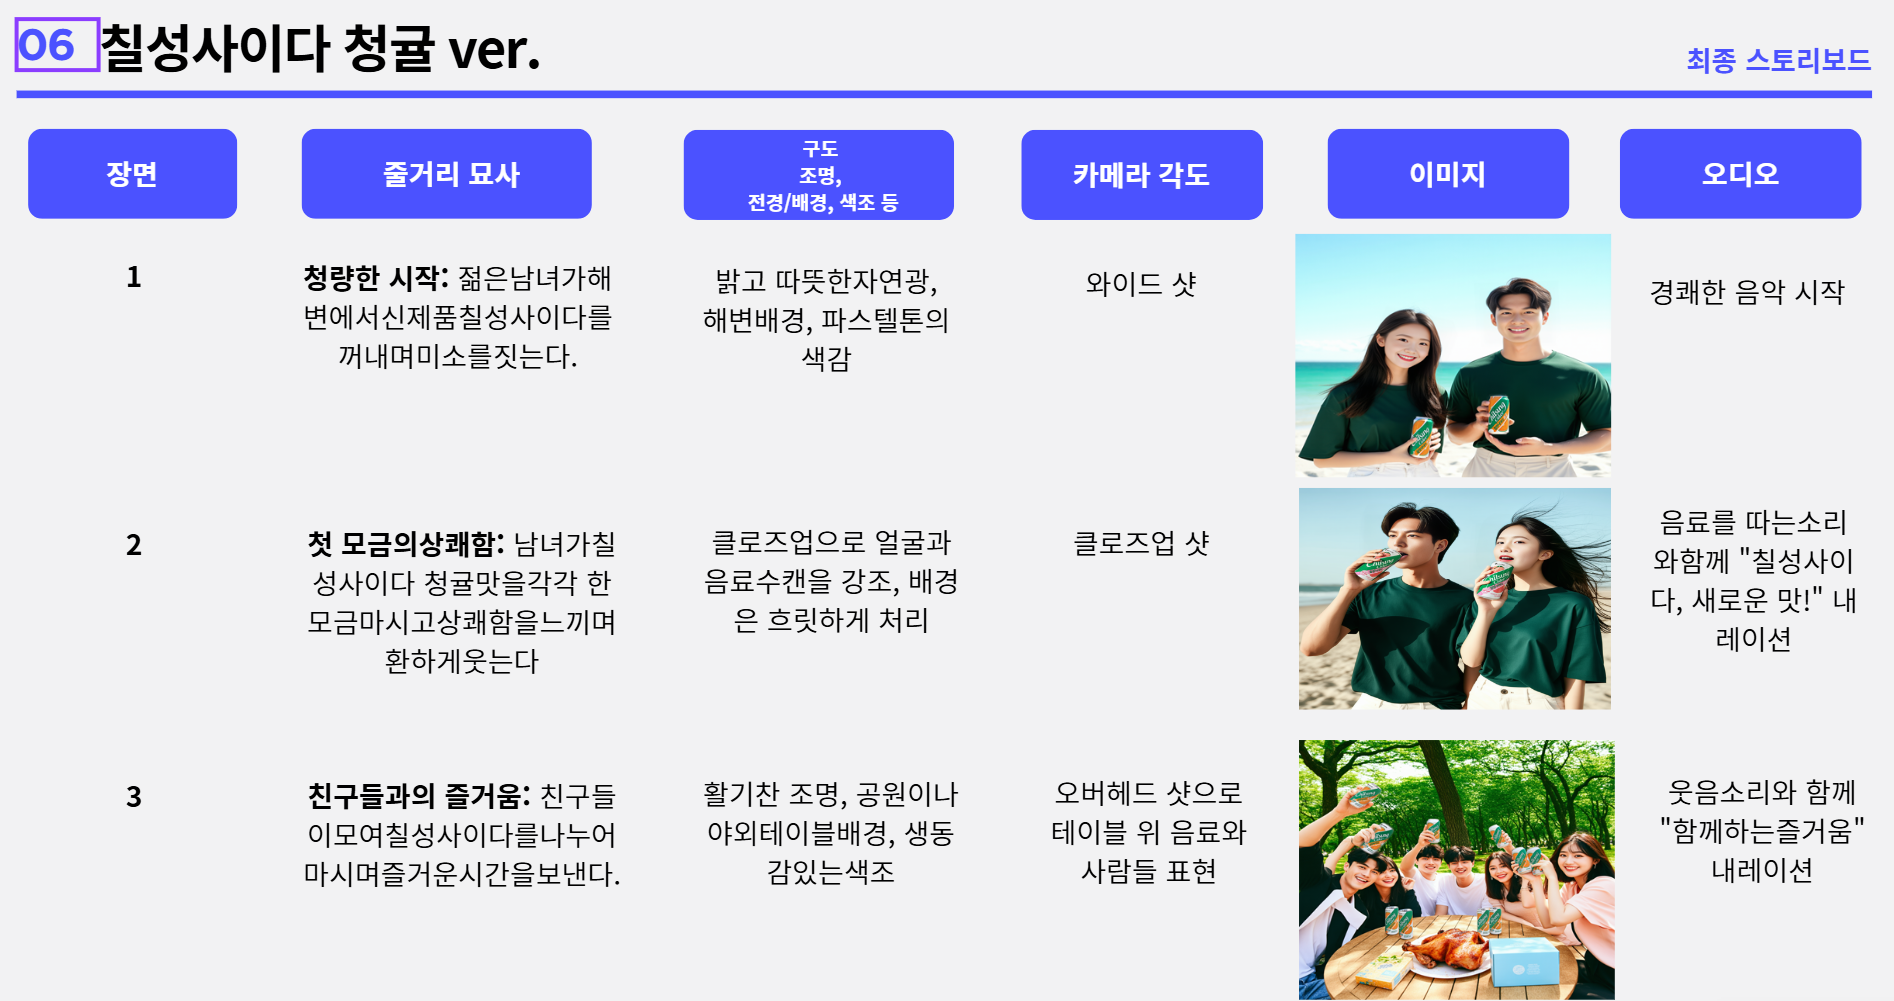 06 칠성사이다 청귤 ver.
최종 스토리보드
장면
줄거리 묘사
구도
조명,
전경/배경, 색조 등
카메라 각도
이미지
오디오
1
청량한 시작: 젊은남녀가해
변에서신제품칠성사이다를
꺼내며미소를짓는다.
밝고 따뜻한자연광,
해변배경, 파스텔톤의
색감
와이드 샷
경쾌한 음악 시작
2
첫 모금의상쾌함: 남녀가칠
성사이다 청귤맛을각각 한
모금마시고상쾌함을느끼며
환하게웃는다
클로즈업으로 얼굴과
음료수캔을 강조, 배경
은 흐릿하게 처리
클로즈업 샷
음료를 따는소리
와함께 "칠성사이
다, 새로운 맛!" 내
레이션
3
친구들과의 즐거움: 친구들
이모여칠성사이다를나누어
마시며즐거운시간을보낸다.
활기찬 조명, 공원이나
야외테이블배경, 생동
감있는색조
오버헤드 샷으로
테이블 위 음료와
사람들 표현
웃음소리와 함께
"함께하는즐거움"
내레이션